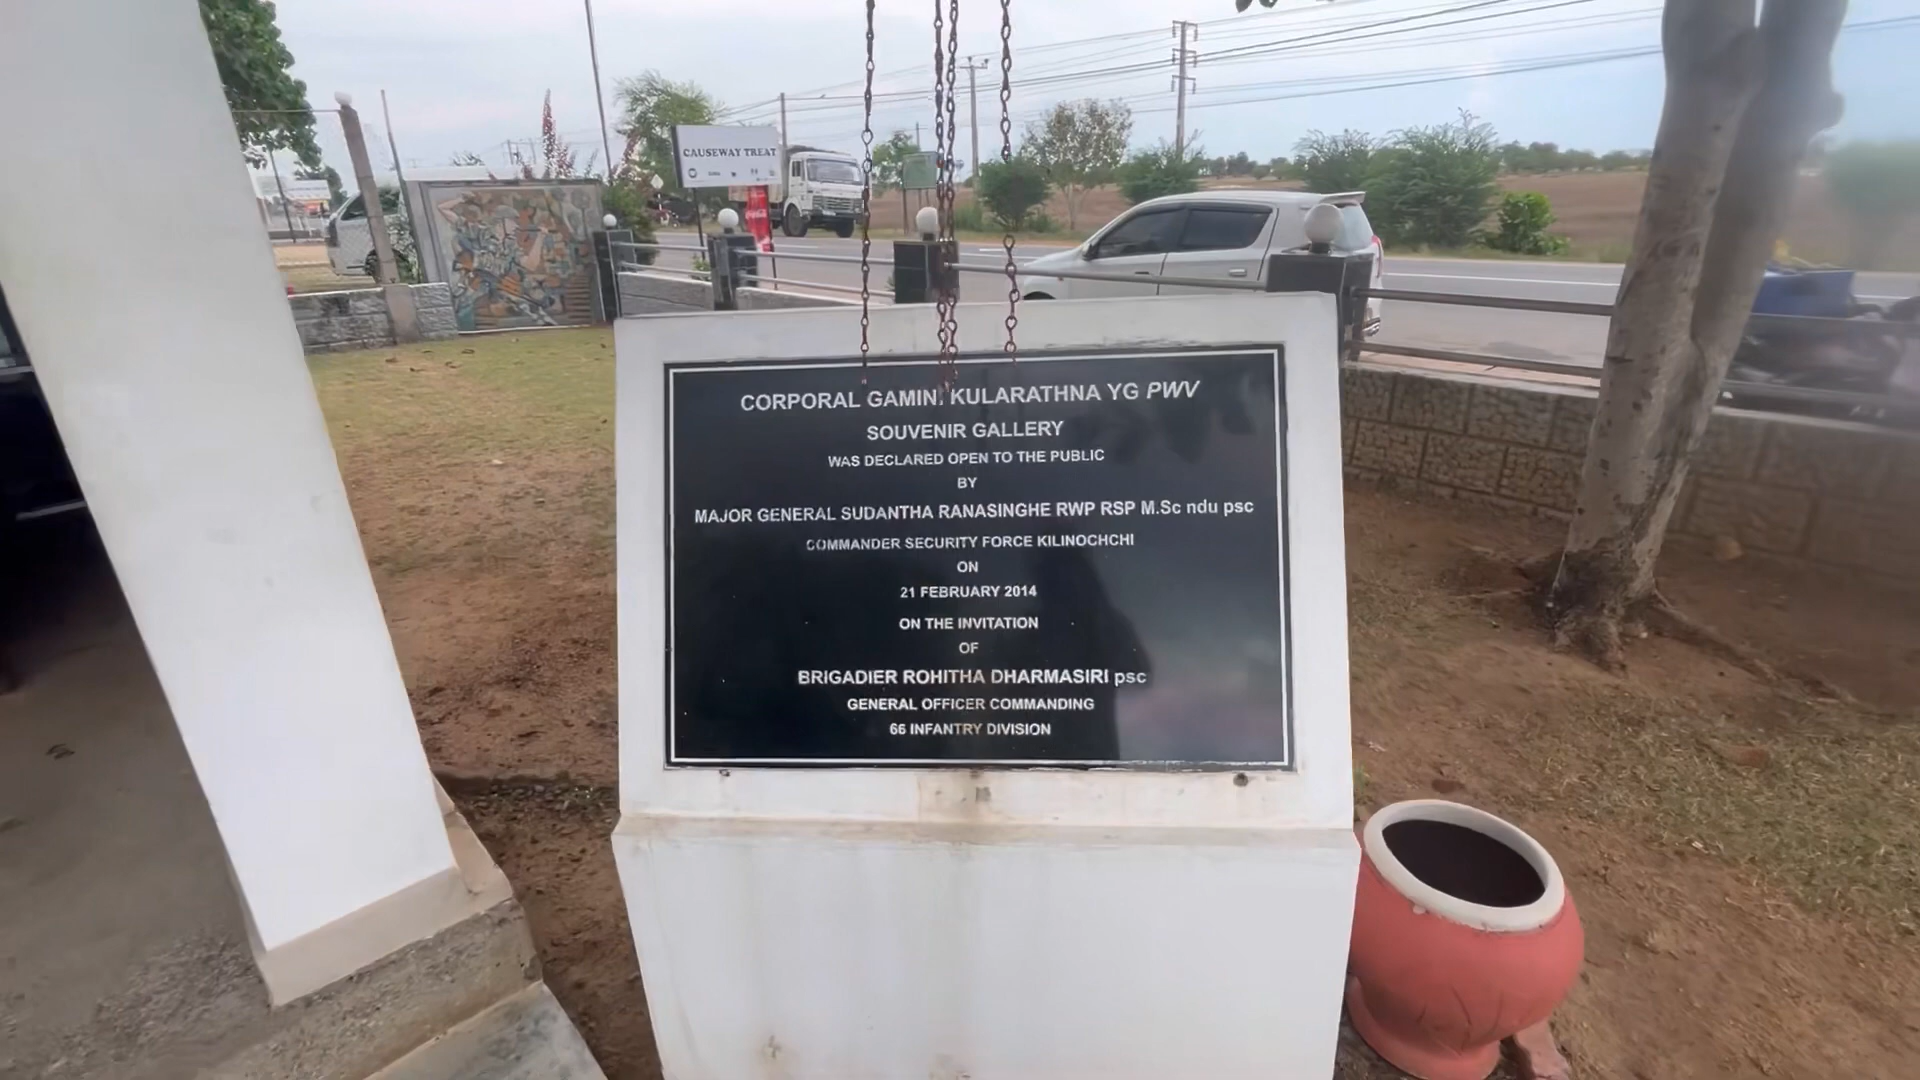 CAUSEWAY TREAT
CORPORAL GAMINI KULARATHNA YG PWV
SOUVENIR GALLERY
WAS DECLARED OPEN TO THE PUBLIC
BY
MAJOR GENERAL SUDANTHA RANASINGHE RWP RSP M.Sc ndu psc
COMMANDER SECURITY FORCE KILINOCHCHI
ON
21 FEBRUARY 2014
ON THE INVITATION
OF
BRIGADIER ROHITHA DHARMASIRI psc
GENERAL OFFICER COMMANDING
66 INFANTRY DIVISION